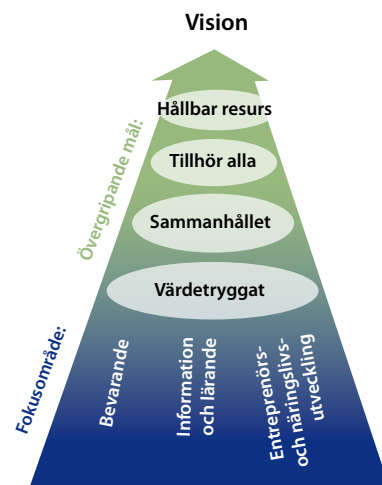 Vision
Övergripande mål:
Hållbar resurs
Tillhör alla
Sammanhållet
Värdetryggat
Fokusområde:
Bevarande
Information
och lärande
Entreprenörs-
och näringslivs-
utveckling